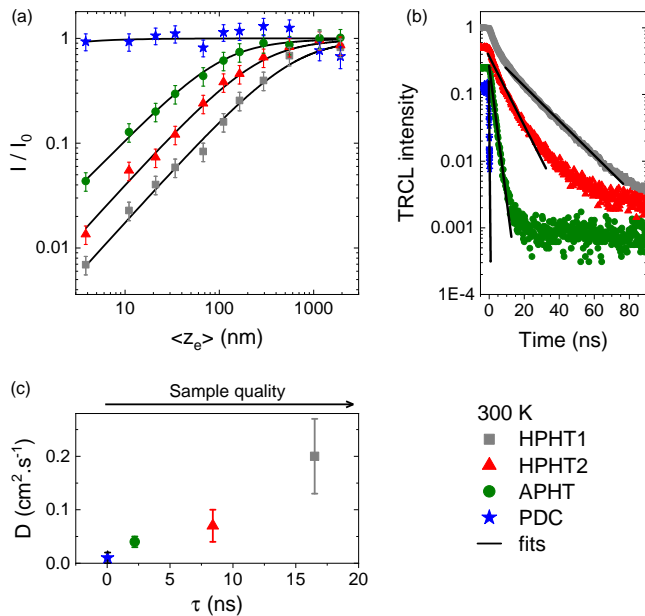 (a)
1
0.1
0.01
I / I₀
10
100
1000
<zₑ> (nm)
(b)
1
0.1
0.01
0.001
1E-4
TRCL intensity
0
20
40
60
80
Time (ns)
(c)
Sample quality
0.2
0.1
0.0
D (cm².s⁻¹)
0
5
10
15
20
τ (ns)
300 K
HPHT1
HPHT2
APHT
PDC
fits